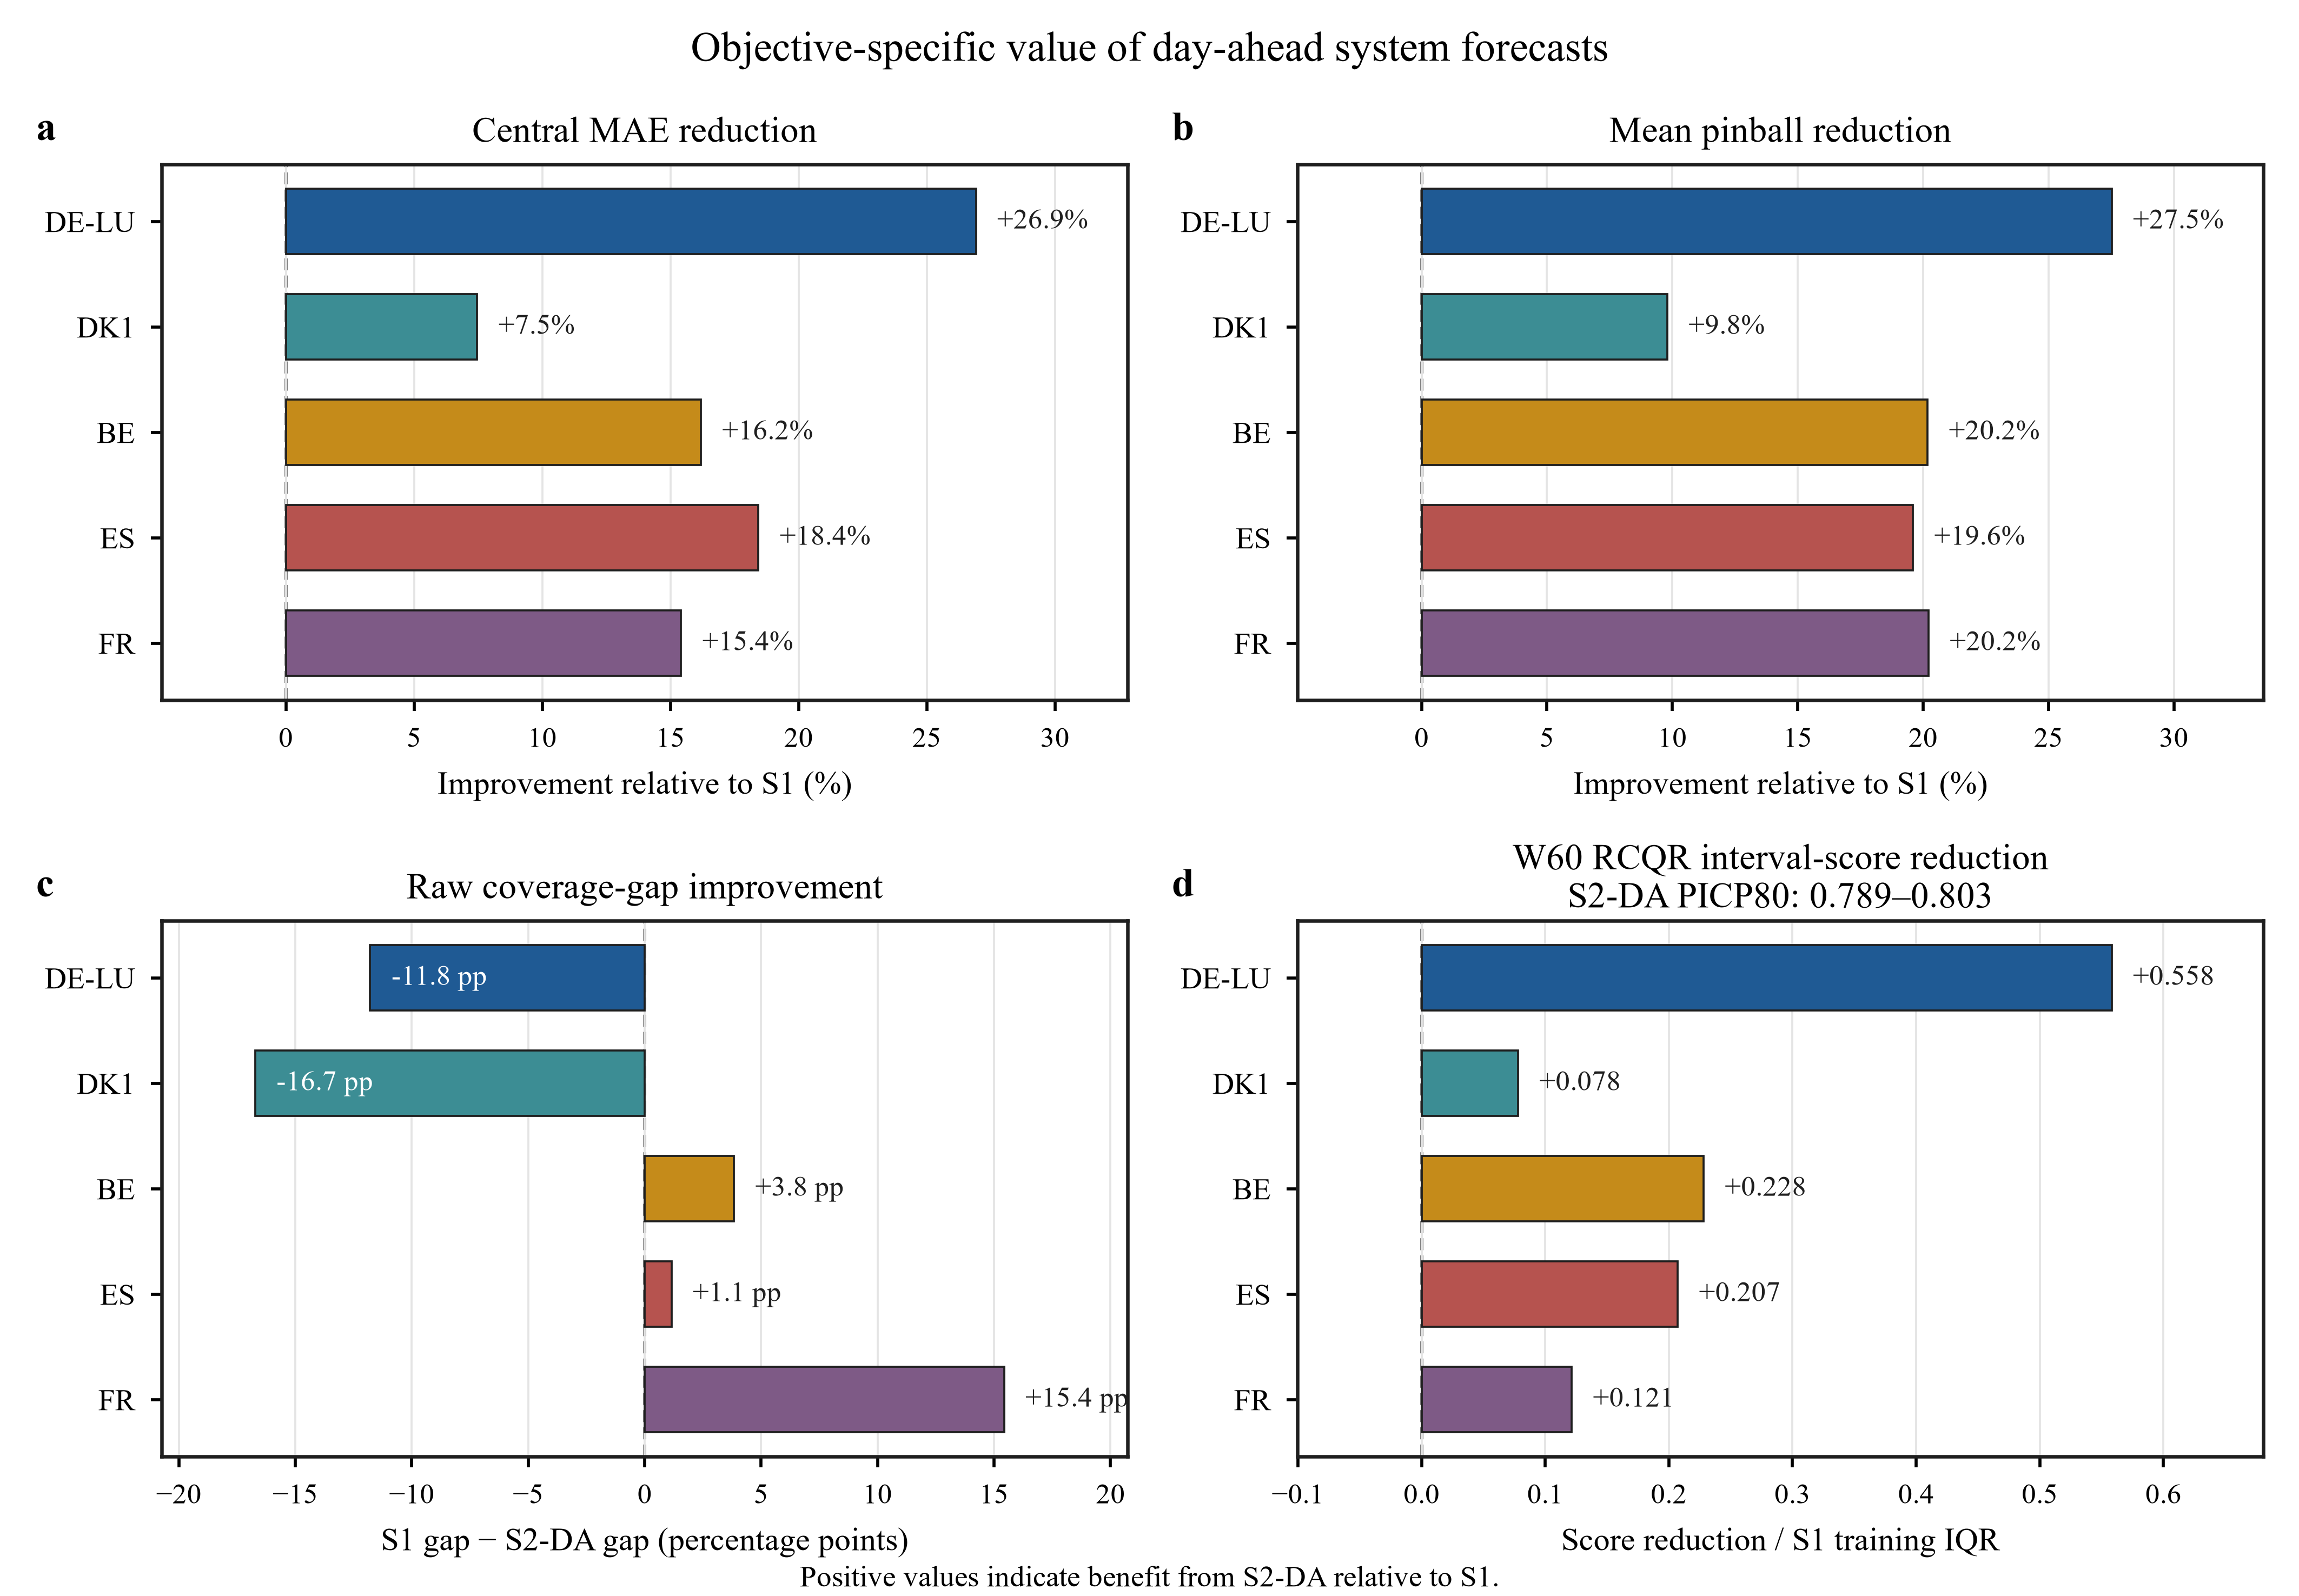 Objective-specific value of day-ahead system forecasts
a
Central MAE reduction
DE-LU
+26.9%
DK1
+7.5%
BE
+16.2%
ES
+18.4%
FR
+15.4%
0 5 10 15 20 25 30
Improvement relative to S1 (%)
b
Mean pinball reduction
DE-LU
+27.5%
DK1
+9.8%
BE
+20.2%
ES
+19.6%
FR
+20.2%
0 5 10 15 20 25 30
Improvement relative to S1 (%)
c
Raw coverage-gap improvement
DE-LU
-11.8 pp
DK1
-16.7 pp
BE
+3.8 pp
ES
+1.1 pp
FR
+15.4 pp
−20 −15 −10 −5 0 5 10 15 20
S1 gap − S2-DA gap (percentage points)
d
W60 RCQR interval-score reduction
S2-DA PICP80: 0.789–0.803
DE-LU
+0.558
DK1
+0.078
BE
+0.228
ES
+0.207
FR
+0.121
−0.1 0.0 0.1 0.2 0.3 0.4 0.5 0.6
Score reduction / S1 training IQR
Positive values indicate benefit from S2-DA relative to S1.